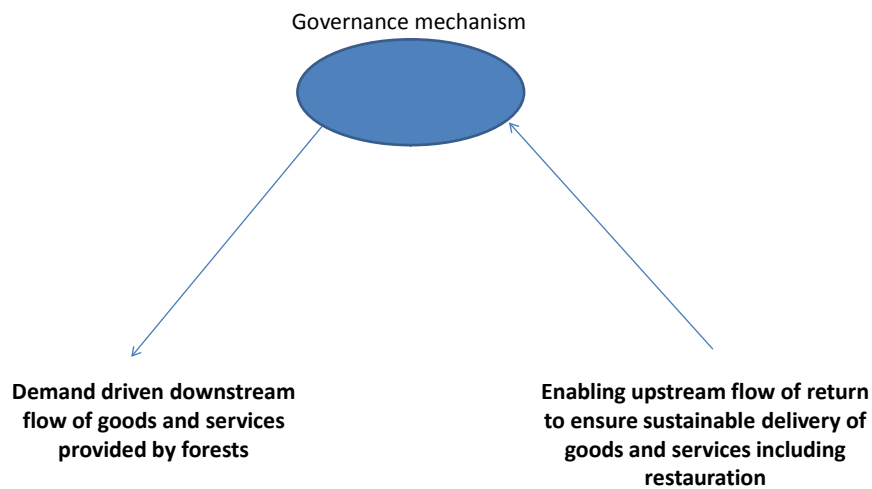 Governance mechanism
Demand driven downstream
flow of goods and services
provided by forests
Enabling upstream flow of return
to ensure sustainable delivery of
goods and services including
restauration